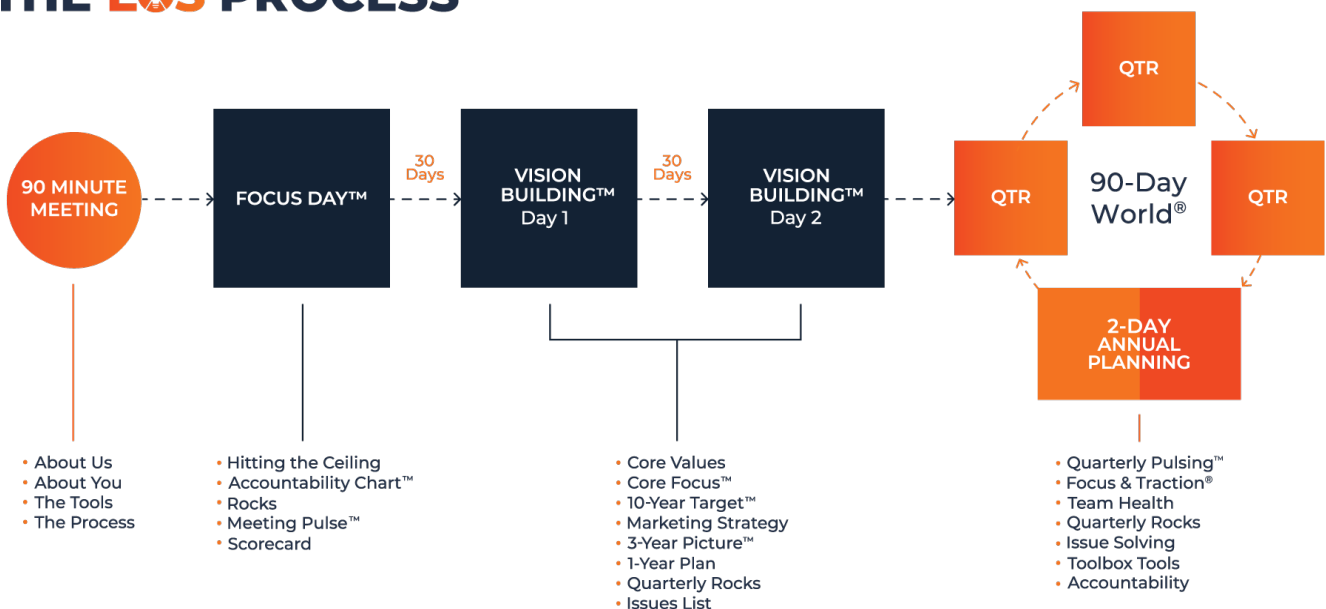 THE EOS PROCESS
90 MINUTE
MEETING
FOCUS DAY™
30
Days
VISION
BUILDING™
Day 1
30
Days
VISION
BUILDING™
Day 2
QTR
QTR
90-Day
World®
QTR
2-DAY
ANNUAL
PLANNING
• About Us
• About You
• The Tools
• The Process
• Hitting the Ceiling
• Accountability Chart™
• Rocks
• Meeting Pulse™
• Scorecard
• Core Values
• Core Focus™
• 10-Year Target™
• Marketing Strategy
• 3-Year Picture™
• 1-Year Plan
• Quarterly Rocks
• Issues List
• Quarterly Pulsing™
• Focus & Traction®
• Team Health
• Quarterly Rocks
• Issue Solving
• Toolbox Tools
• Accountability